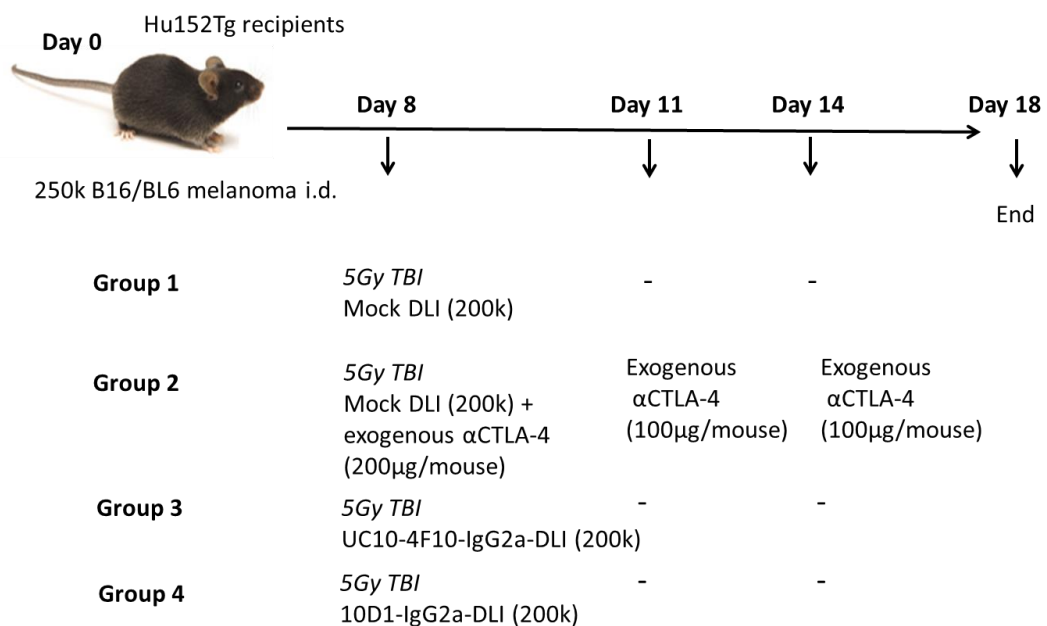 Hu152Tg recipients
Day 0
Day 8
Day 11
Day 14
Day 18
250k B16/BL6 melanoma i.d.
End
Group 1
5Gy TBI
Mock DLI (200k)
-
-
Group 2
5Gy TBI
Mock DLI (200k) +
exogenous αCTLA-4
(200µg/mouse)
Exogenous
αCTLA-4
(100µg/mouse)
Exogenous
αCTLA-4
(100µg/mouse)
Group 3
5Gy TBI
UC10-4F10-IgG2a-DLI (200k)
-
-
Group 4
5Gy TBI
10D1-IgG2a-DLI (200k)
-
-